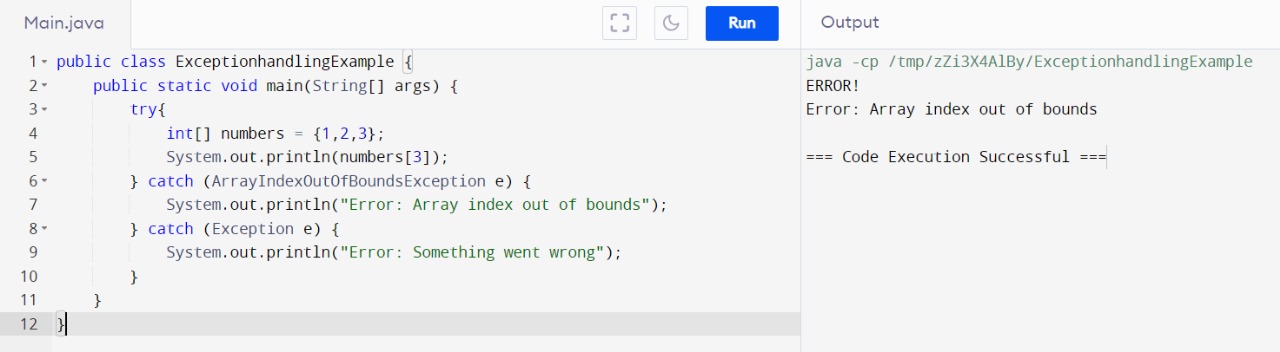 Main.java
Run
Output
1 public class ExceptionhandlingExample {
2 public static void main(String[] args) {
3 try{
4 int[] numbers = {1,2,3};
5 System.out.println(numbers[3]);
6 } catch (ArrayIndexOutOfBoundsException e) {
7 System.out.println("Error: Array index out of bounds");
8 } catch (Exception e) {
9 System.out.println("Error: Something went wrong");
10 }
11 }
12 }
java -cp /tmp/zZi3X4AlBy/ExceptionhandlingExample
ERROR!
Error: Array index out of bounds
=== Code Execution Successful ===